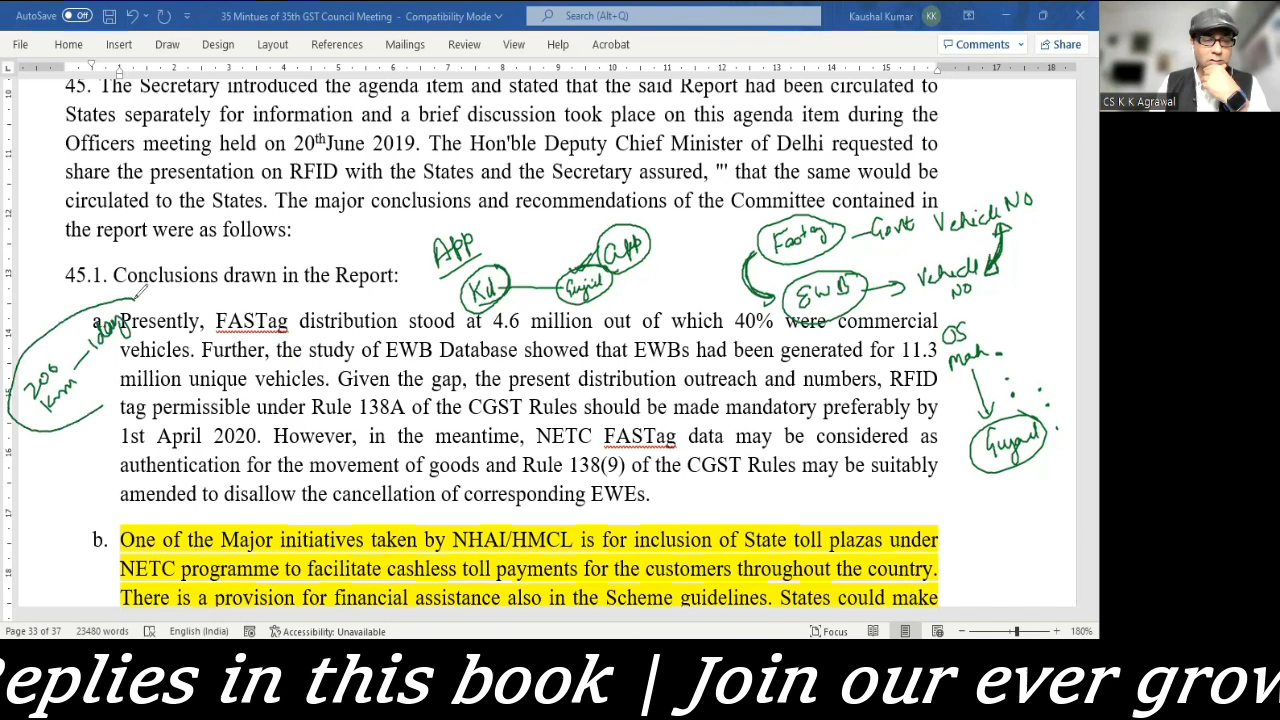 AutoSave Off 35 Mintues of 35th GST Council Meeting - Compatibility Mode Search (Alt+Q) Kaushal Kumar KK
File Home Insert Draw Design Layout References Mailings Review View Help Acrobat Comments Share
CS K K Agrawal
45. The Secretary introduced the agenda item and stated that the said Report had been circulated to
States separately for information and a brief discussion took place on this agenda item during the
Officers meeting held on 20thJune 2019. The Hon'ble Deputy Chief Minister of Delhi requested to
share the presentation on RFID with the States and the Secretary assured, "' that the same would be
circulated to the States. The major conclusions and recommendations of the Committee contained in
the report were as follows:
App
app
Fastag - Govt Vehicle No
Kd
EWB
Vehicle
No
45.1. Conclusions drawn in the Report:
a. Presently, FASTag distribution stood at 4.6 million out of which 40% were commercial
vehicles. Further, the study of EWB Database showed that EWBs had been generated for 11.3
million unique vehicles. Given the gap, the present distribution outreach and numbers, RFID
tag permissible under Rule 138A of the CGST Rules should be made mandatory preferably by
1st April 2020. However, in the meantime, NETC FASTag data may be considered as
authentication for the movement of goods and Rule 138(9) of the CGST Rules may be suitably
amended to disallow the cancellation of corresponding EWEs.
200
Km - 1day
OS
Mah
b. One of the Major initiatives taken by NHAI/HMCL is for inclusion of State toll plazas under
NETC programme to facilitate cashless toll payments for the customers throughout the country.
There is a provision for financial assistance also in the Scheme guidelines. States could make
Page 33 of 37 23480 words English (India) Accessibility: Unavailable Focus 180%
Replies in this book | Join our ever grow